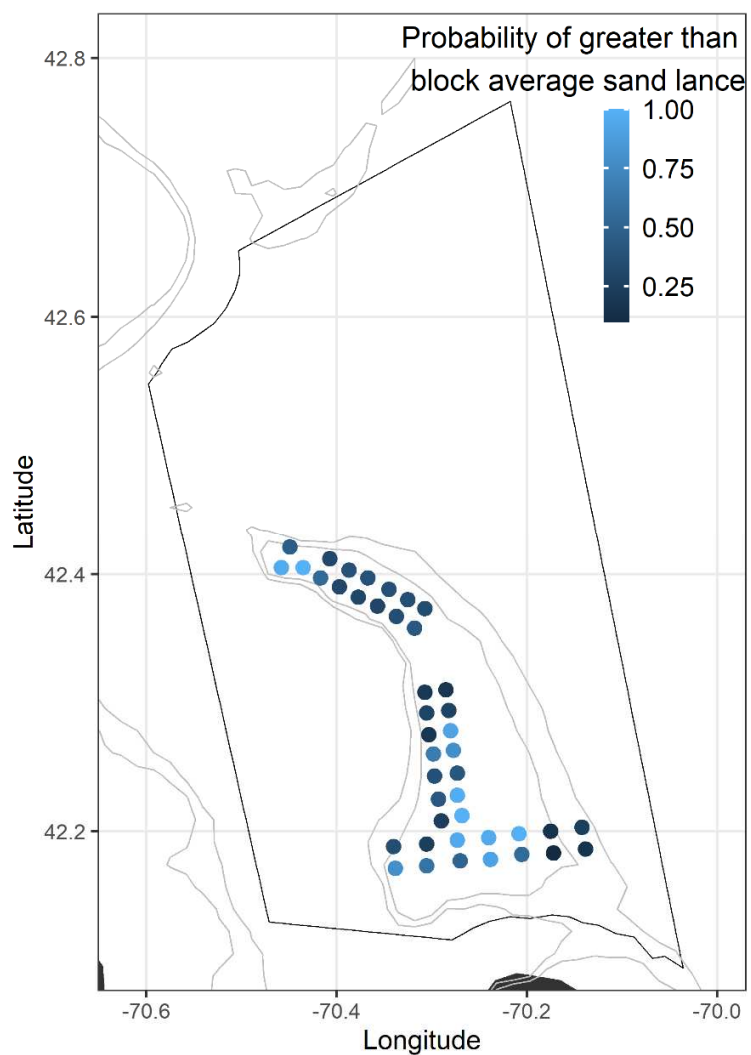 Probability of greater than
block average sand lance
1.00
0.75
0.50
0.25
42.8
42.6
42.4
42.2
Latitude
-70.6 -70.4 -70.2 -70.0
Longitude